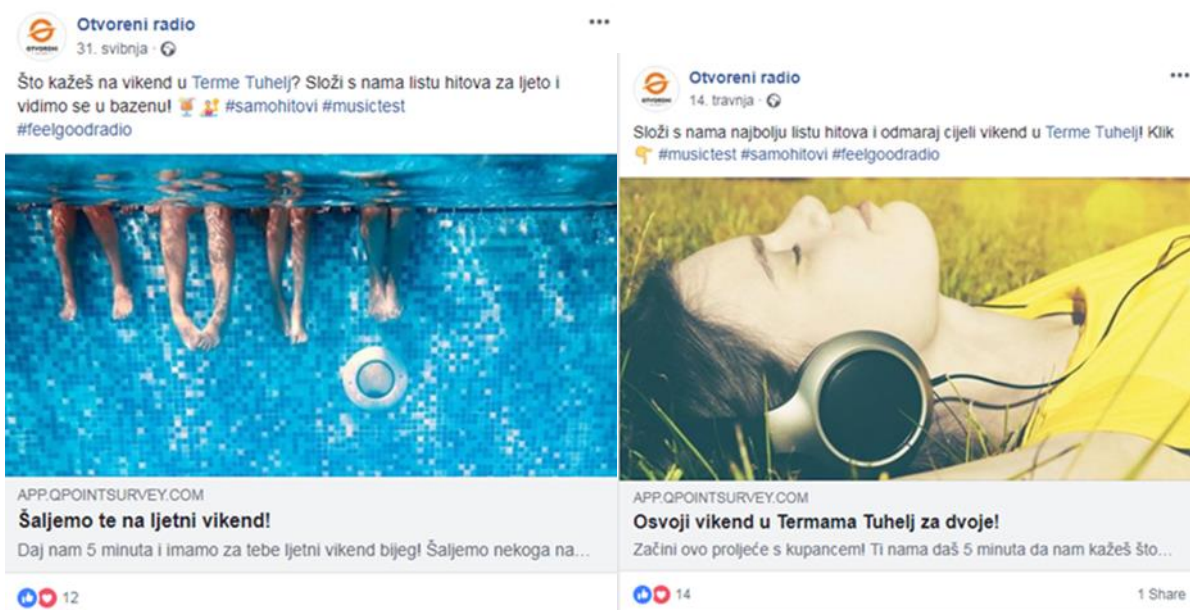 Otvoreni radio
31. svibnja
Što kažeš na vikend u Terme Tuhelj? Složi s nama listu hitova za ljeto i
vidimo se u bazenu! 🍹 💁 #samohitovi #musictest
#feelgoodradio
APP.QPOINTSURVEY.COM
Šaljemo te na ljetni vikend!
Daj nam 5 minuta i imamo za tebe ljetni vikend bijeg! Šaljemo nekoga na...
12
Otvoreni radio
14. travnja
Složi s nama najbolju listu hitova i odmaraj cijeli vikend u Terme Tuhelj! Klik
👇 #musictest #samohitovi #feelgoodradio
APP.QPOINTSURVEY.COM
Osvoji vikend u Termama Tuhelj za dvoje!
Začini ovo proljeće s kupancem! Ti nama daš 5 minuta da nam kažeš što...
14
1 Share